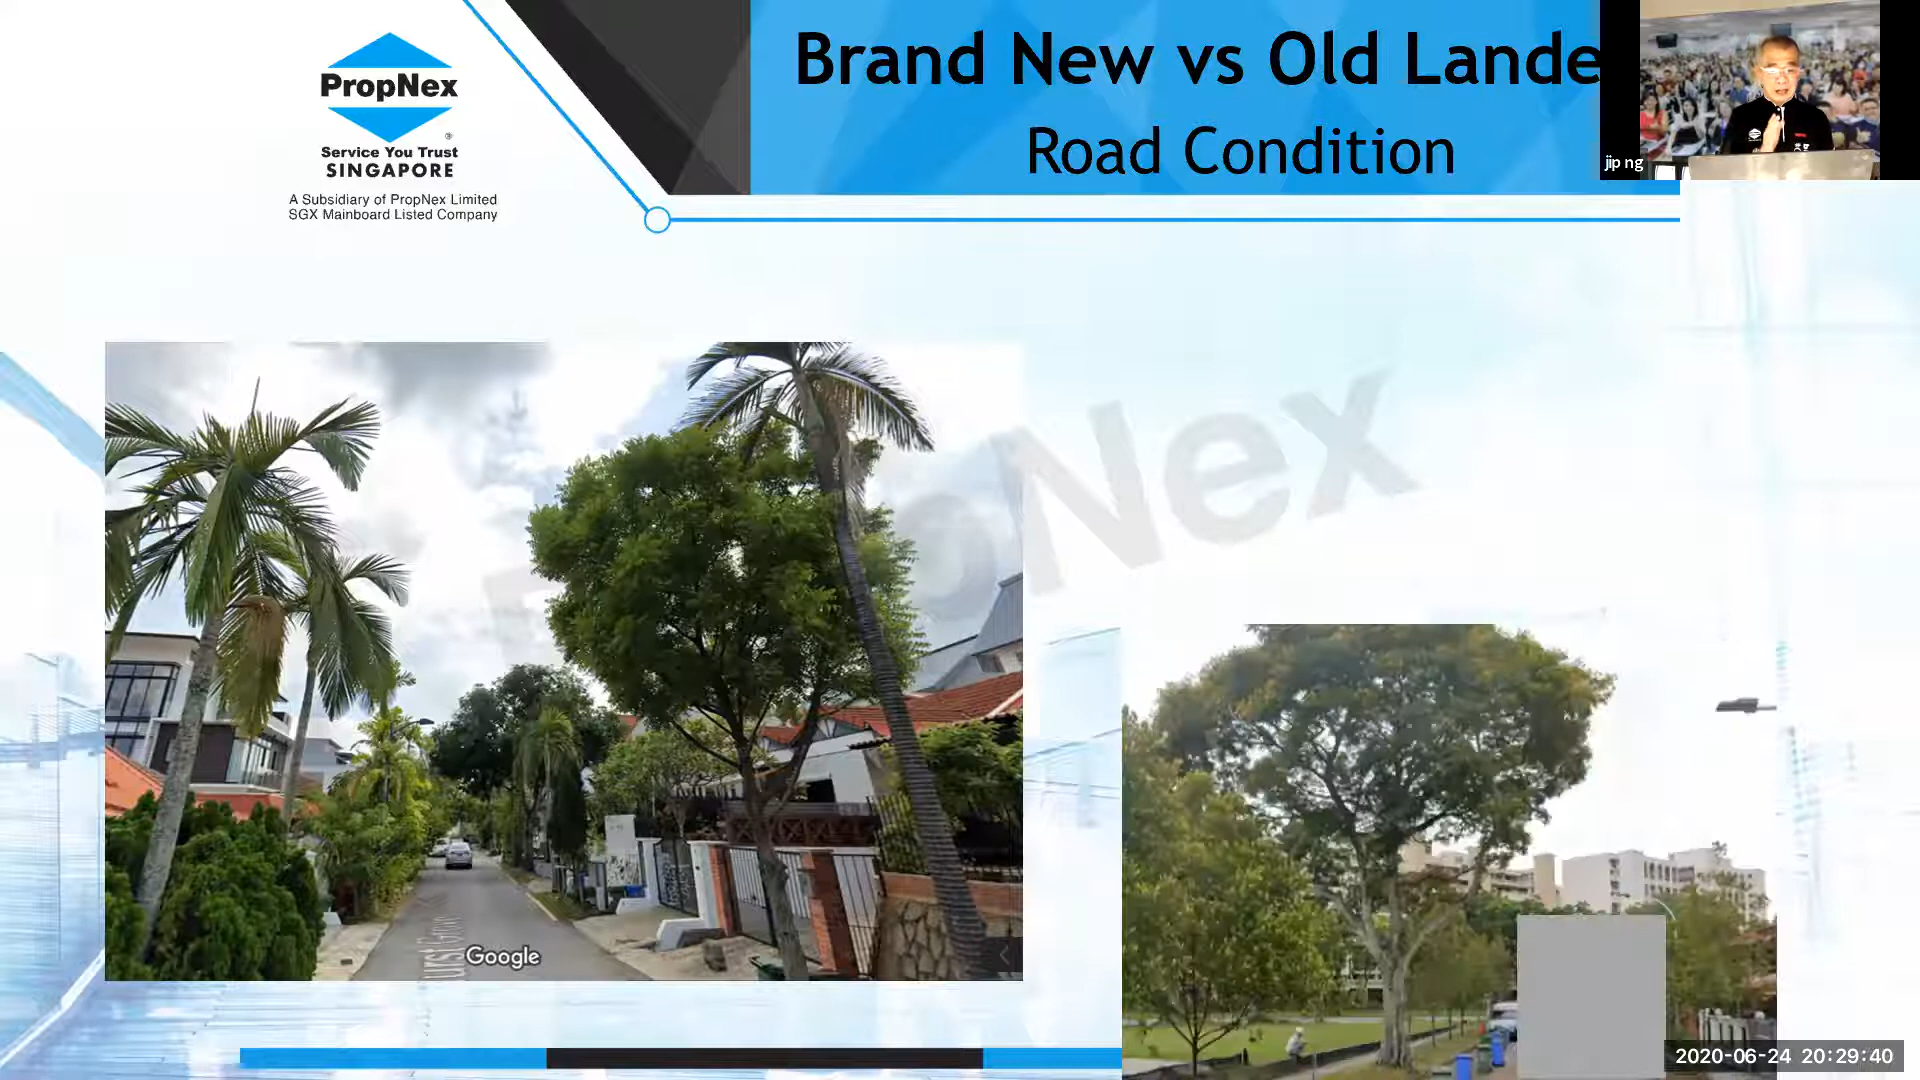 PropNex
®
Service You Trust
SINGAPORE
A Subsidiary of PropNex Limited
SGX Mainboard Listed Company
Brand New vs Old Lande
Road Condition
jip ng
PropNex
Google
2020-06-24 20:29:40